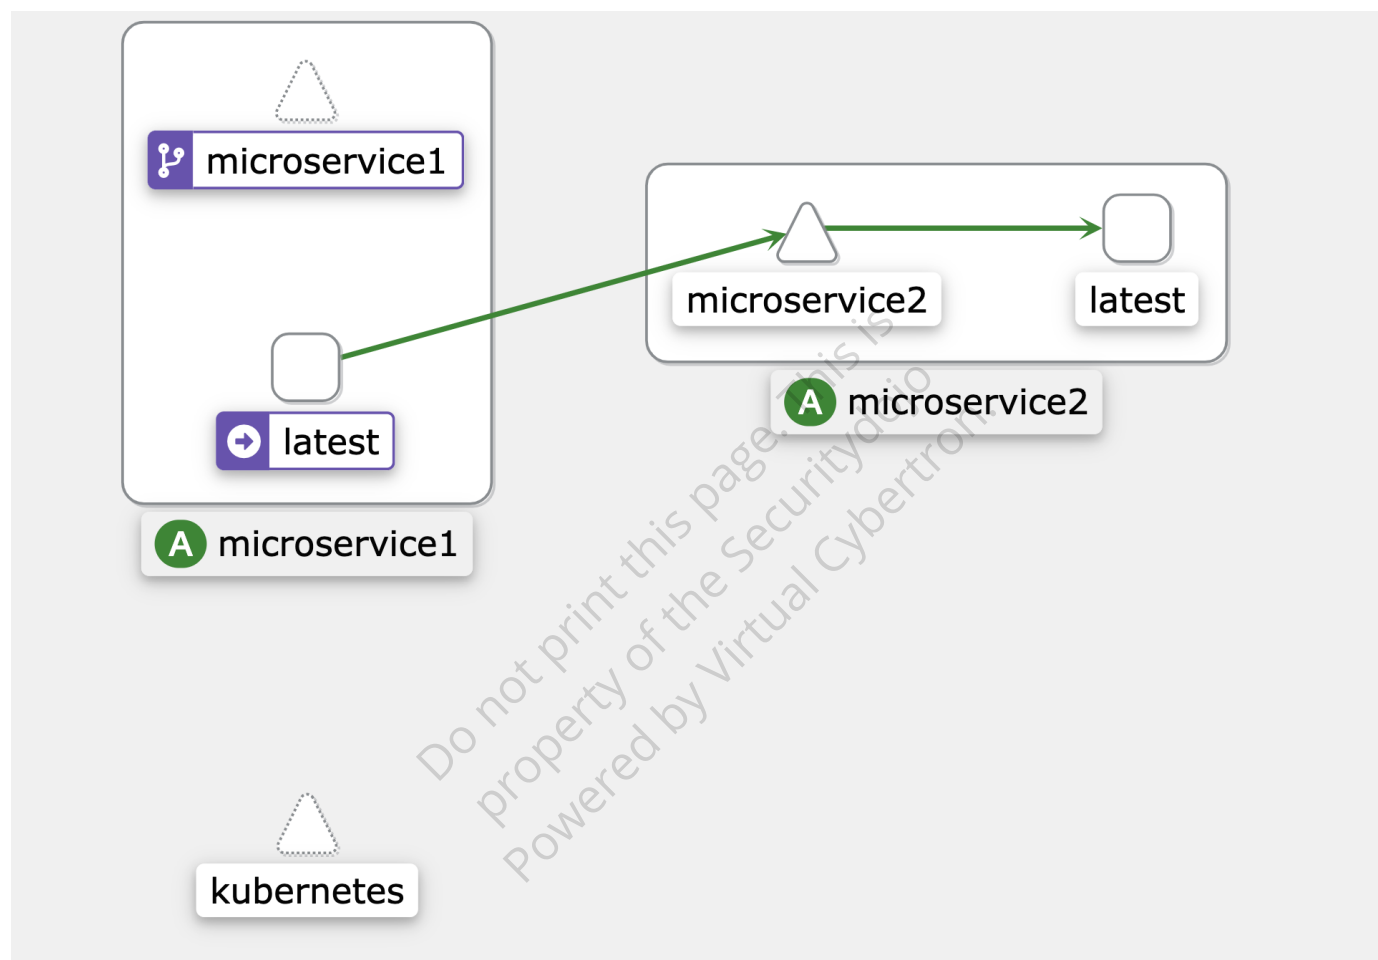 microservice1
latest
A microservice1
microservice2
latest
A microservice2
kubernetes
Do not print this page. This is
property of the Securitydojo
Powered by Virtual Cybertron.